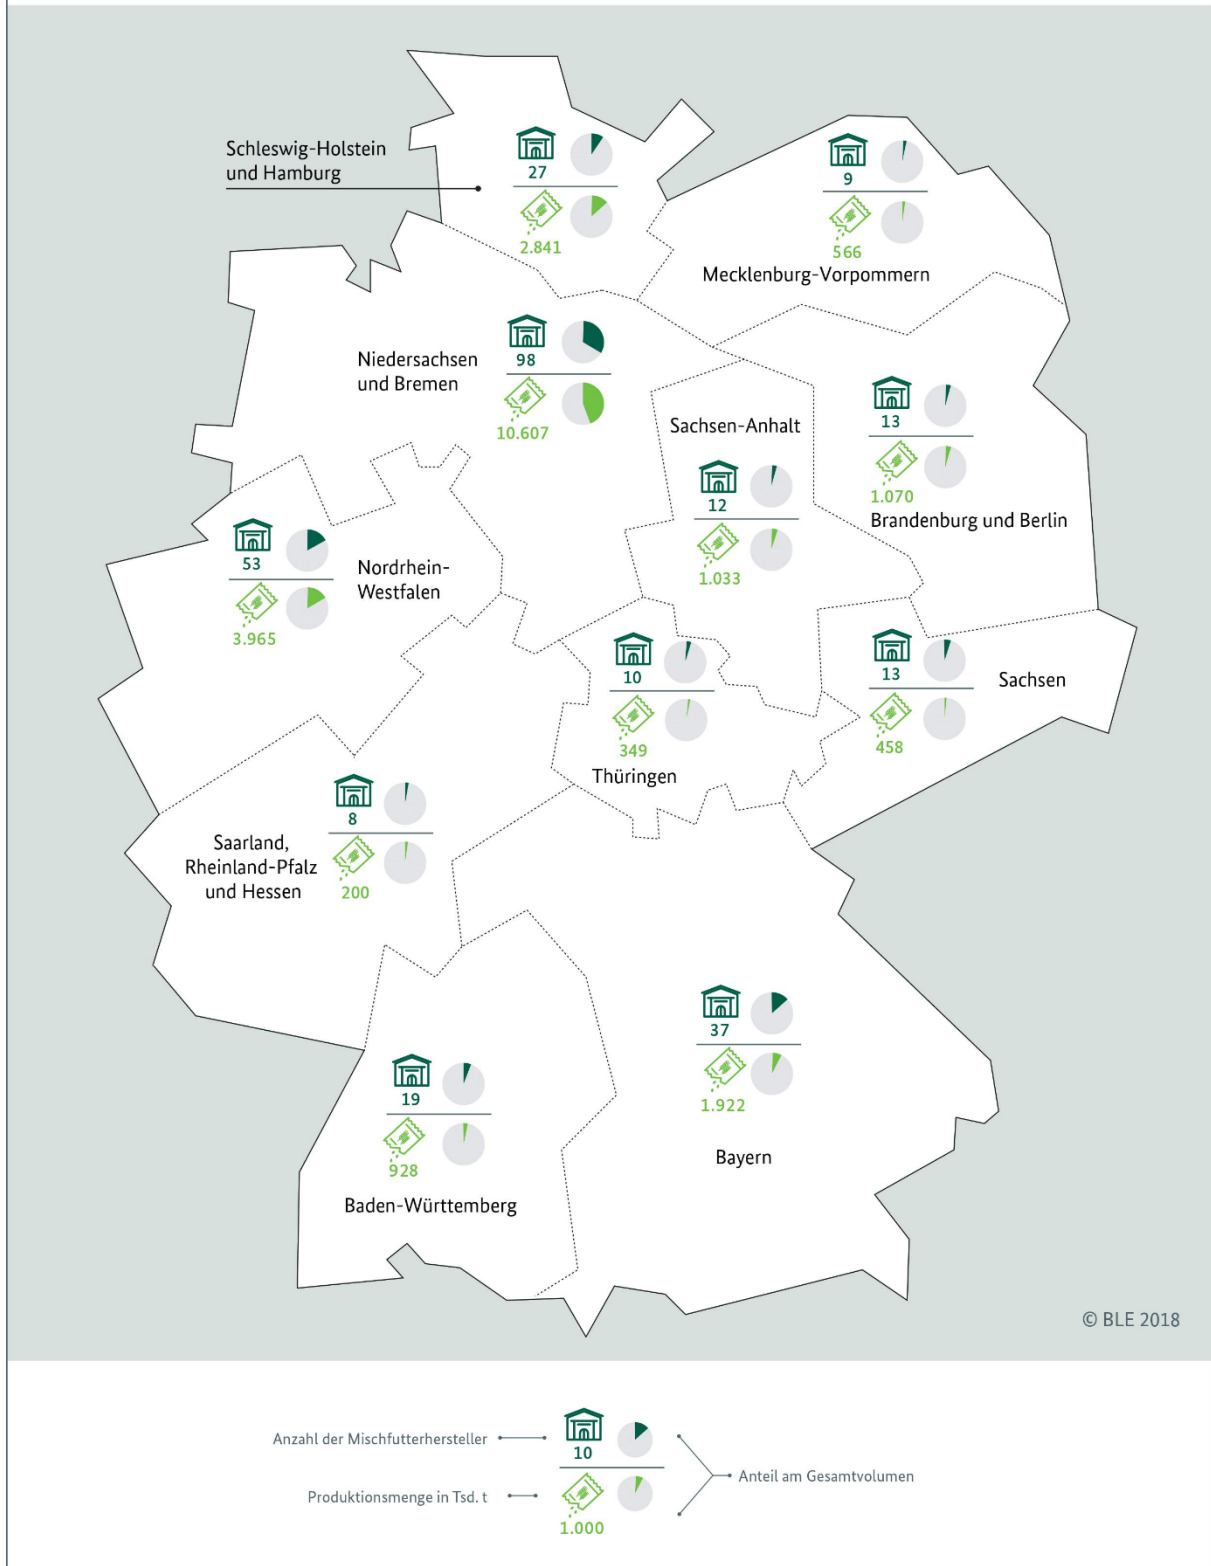 Schleswig-Holstein
und Hamburg
27
2.841
9
566
Mecklenburg-Vorpommern
Niedersachsen
und Bremen
98
10.607
Sachsen-Anhalt
12
1.033
13
1.070
Brandenburg und Berlin
53
3.965
Nordrhein-
Westfalen
10
349
Thüringen
13
458
Sachsen
8
200
Saarland,
Rheinland-Pfalz
und Hessen
37
1.922
Bayern
19
928
Baden-Württemberg
© BLE 2018
Anzahl der Mischfutterhersteller
10
Produktionsmenge in Tsd. t
1.000
Anteil am Gesamtvolumen